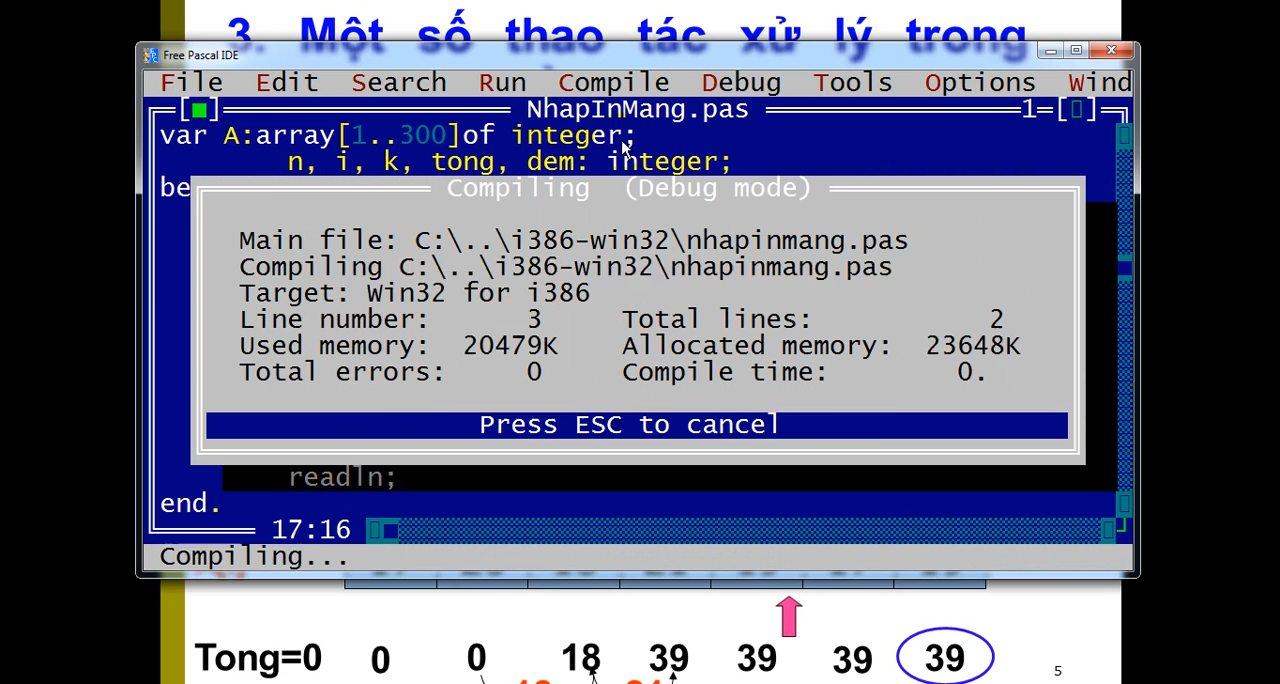 3. Một số thao tác xử lý trong
Free Pascal IDE
File Edit Search Run Compile Debug Tools Options Wind
[■] NhapInMang.pas 1=[▯]
var A:array[1..300]of integer;
n, i, k, tong, dem: integer;
be
Compiling (Debug mode)
Main file: C:\..\i386-win32\nhapinmang.pas
Compiling C:\..\i386-win32\nhapinmang.pas
Target: Win32 for i386
Line number: 3 Total lines: 2
Used memory: 20479K Allocated memory: 23648K
Total errors: 0 Compile time: 0.
Press ESC to cancel
readln;
end.
17:16
Compiling...
Tong=0 0 0 18 39 39 39 39
5